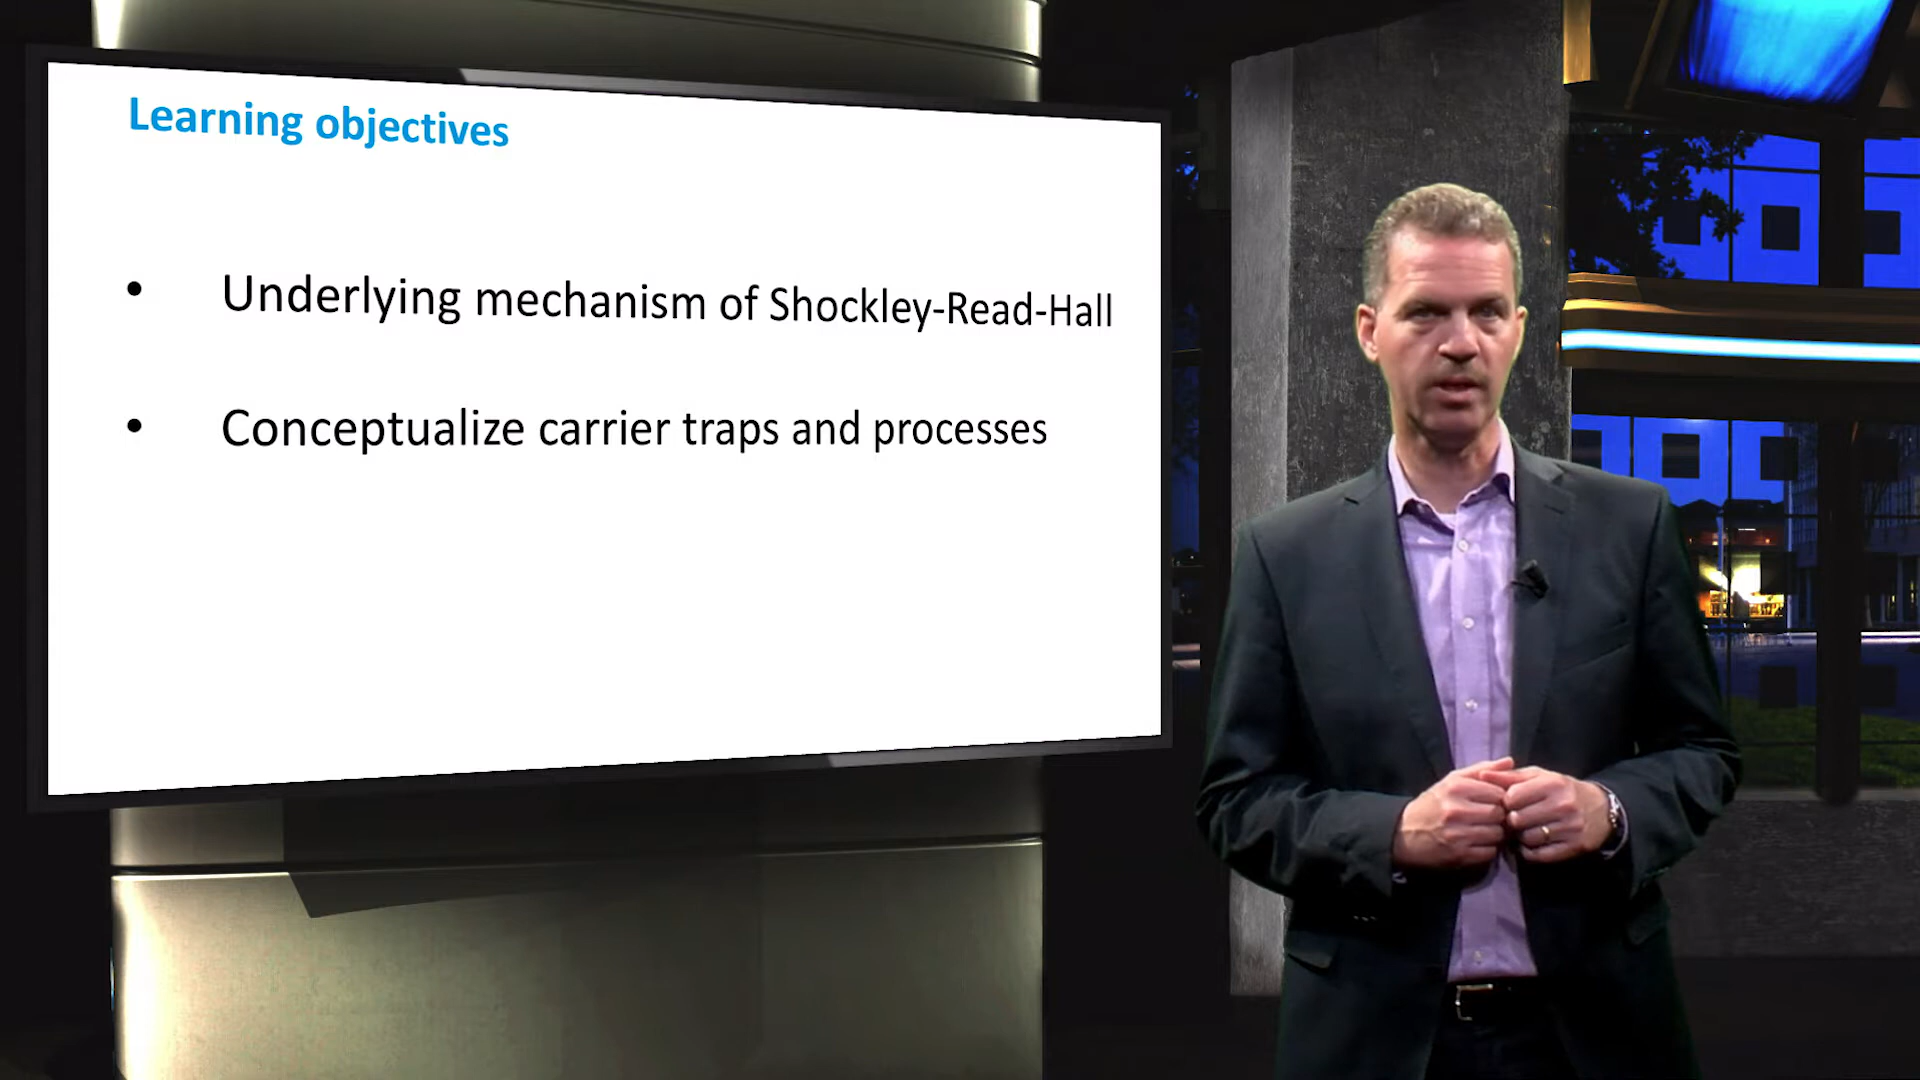 Learning objectives
• Underlying mechanism of Shockley-Read-Hall
• Conceptualize carrier traps and processes